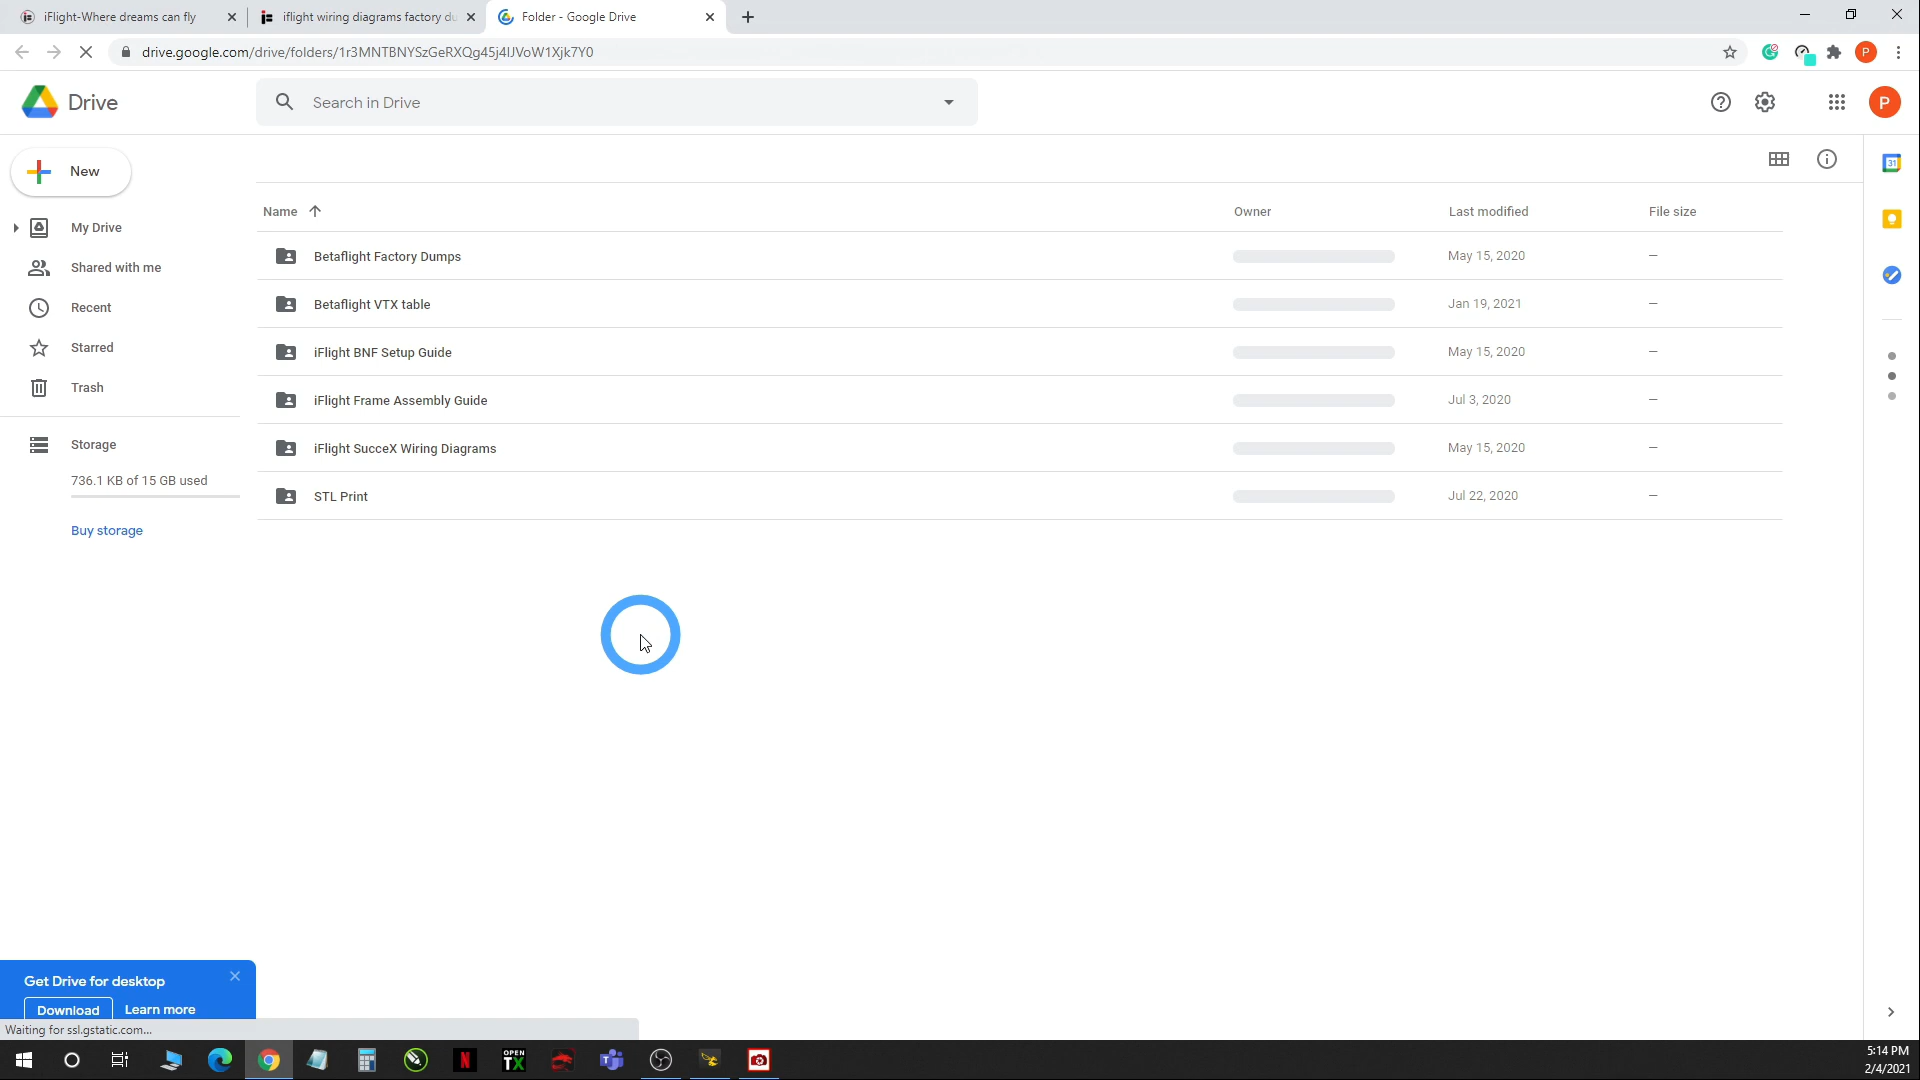 iFlight-Where dreams can fly
iflight wiring diagrams factory du
Folder - Google Drive
drive.google.com/drive/folders/1r3MNTBNYSzGeRXQg45j4IJVoW1Xjk7Y0
P
Drive
Search in Drive
P
New
31
Name
Owner
Last modified
File size
My Drive
Betaflight Factory Dumps
May 15, 2020
—
Shared with me
Betaflight VTX table
Jan 19, 2021
—
Recent
iFlight BNF Setup Guide
May 15, 2020
—
Starred
iFlight Frame Assembly Guide
Jul 3, 2020
—
Trash
iFlight SucceX Wiring Diagrams
May 15, 2020
—
Storage
736.1 KB of 15 GB used
STL Print
Jul 22, 2020
—
Buy storage
Get Drive for desktop
Download
Learn more
Waiting for ssl.gstatic.com...
N
OPEN
TX
T
5:14 PM
2/4/2021